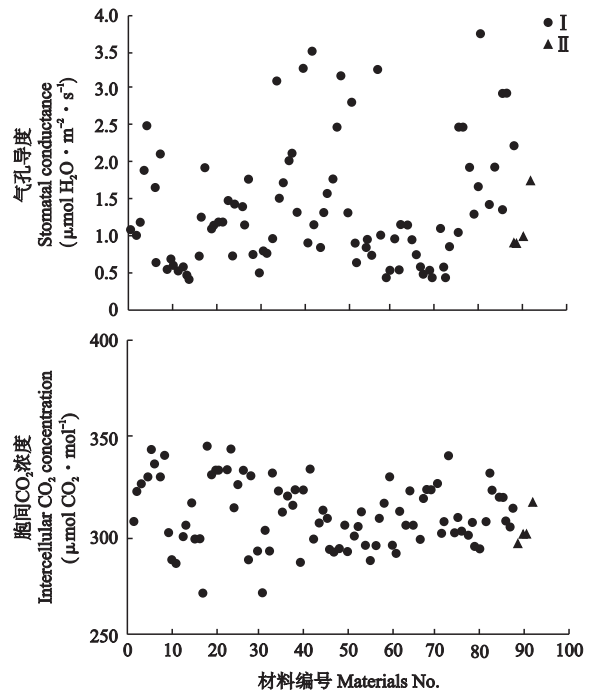 4.0
3.5
3.0
2.5
2.0
1.5
1.0
0.5
0
气孔导度
Stomatal conductance
(μmol H₂O · m⁻² · s⁻¹)
● Ⅰ
▲ Ⅱ
400
350
300
250
胞间CO₂浓度
Intercellular CO₂ concentration
(μmol CO₂ · mol⁻¹)
0 10 20 30 40 50 60 70 80 90 100
材料编号 Materials No.